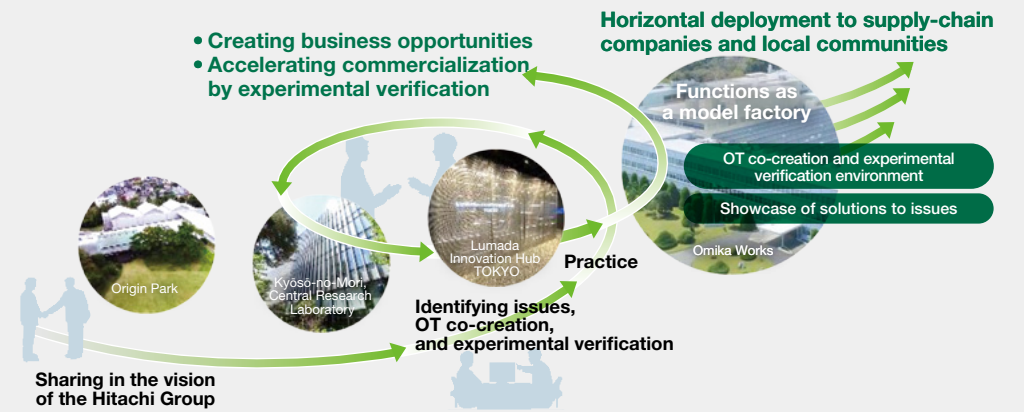 • Creating business opportunities
• Accelerating commercialization
by experimental verification
Horizontal deployment to supply-chain
companies and local communities
Functions as
a model factory
OT co-creation and experimental
verification environment
Showcase of solutions to issues
Omika Works
Origin Park
Kyōsō-no-Mori,
Central Research
Laboratory
Lumada
Innovation Hub
TOKYO
Practice
Identifying issues,
OT co-creation,
and experimental verification
Sharing in the vision
of the Hitachi Group